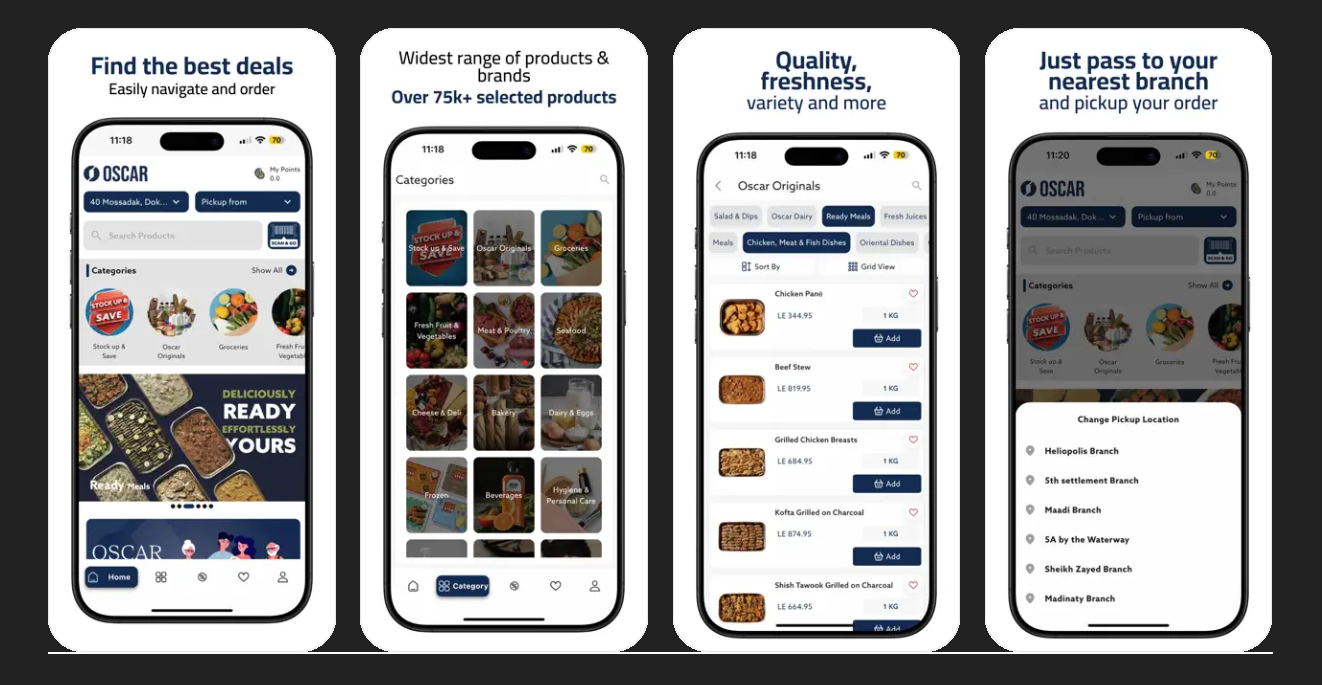 Find the best deals
Easily navigate and order
11:18
70
OSCAR
My Points
0.0
40 Mossadak, Dok...
Pickup from
Search Products
SCAN & GO
Categories
Show All
STOCK UP &
SAVE
Stock up &
Save
Oscar
Originals
Groceries
Fresh Fru
Vegetabl
DELICIOUSLY
READY
EFFORTLESSLY
YOURS
Ready Meals
OSCAR
Home
Widest range of products &
brands
Over 75k+ selected products
11:18
70
Categories
STOCK UP &
SAVE
Stock up & Save
Oscar Originals
Groceries
Fresh Fruit &
Vegetables
Meat & Poultry
Seafood
Cheese & Deli
Bakery
Dairy & Eggs
Frozen
Beverages
Hygiene &
Personal Care
Category
Quality,
freshness,
variety and more
11:18
70
Oscar Originals
Salad & Dips
Oscar Dairy
Ready Meals
Fresh Juices
Meals
Chicken, Meat & Fish Dishes
Oriental Dishes
Sort By
Grid View
Chicken Pané
LE 344.95
1 KG
Add
Beef Stew
LE 819.95
1 KG
Add
Grilled Chicken Breasts
LE 684.95
1 KG
Add
Kofta Grilled on Charcoal
LE 874.95
1 KG
Add
Shish Tawook Grilled on Charcoal
LE 664.95
1 KG
Add
Just pass to your
nearest branch
and pickup your order
11:20
70
OSCAR
My Points
0.0
40 Mossadak, Dok...
Pickup from
Search Products
SCAN & GO
Categories
Show All
STOCK UP &
SAVE
Stock up &
Save
Oscar
Originals
Groceries
Fresh Fru
Vegetabl
Change Pickup Location
Heliopolis Branch
5th settlement Branch
Maadi Branch
5A by the Waterway
Sheikh Zayed Branch
Madinaty Branch